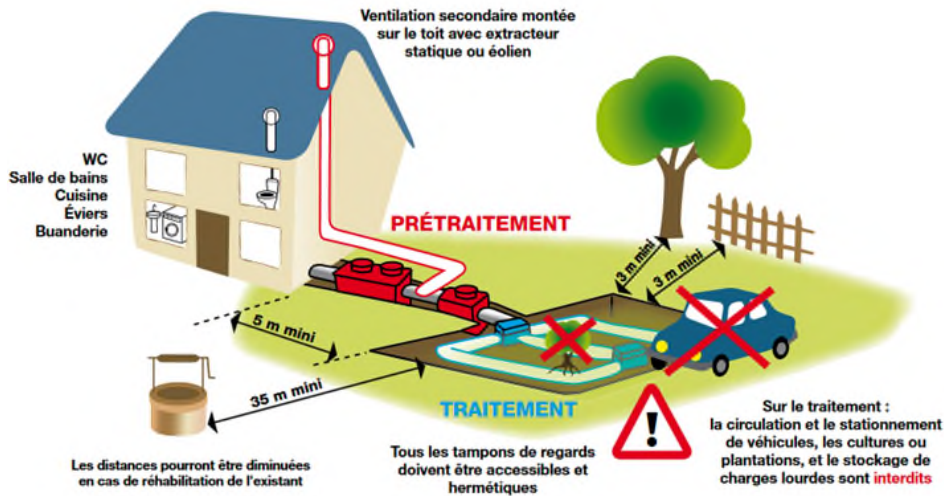 Ventilation secondaire montée
sur le toit avec extracteur
statique ou éolien
WC
Salle de bains
Cuisine
Éviers
Buanderie
PRÉTRAITEMENT
3 m mini
3 m mini
5 m mini
35 m mini
TRAITEMENT
!
Les distances pourront être diminuées
en cas de réhabilitation de l'existant
Tous les tampons de regards
doivent être accessibles et
hermétiques
Sur le traitement :
la circulation et le stationnement
de véhicules, les cultures ou
plantations, et le stockage de
charges lourdes sont interdits